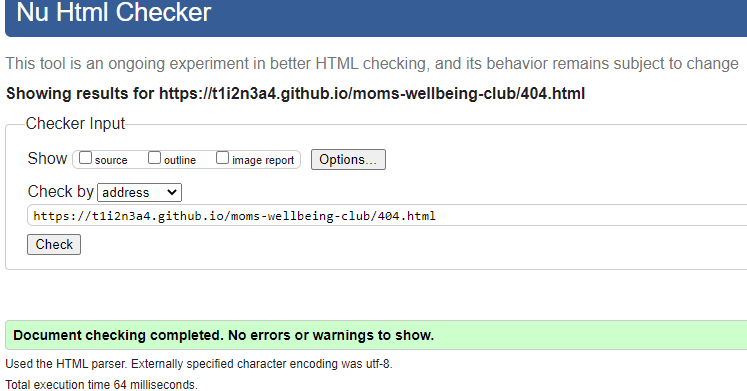 Nu Html Checker
This tool is an ongoing experiment in better HTML checking, and its behavior remains subject to change
Showing results for https://t1i2n3a4.github.io/moms-wellbeing-club/404.html
Checker Input
Show source outline image report Options...
Check by address
https://t1i2n3a4.github.io/moms-wellbeing-club/404.html
Check
Document checking completed. No errors or warnings to show.
Used the HTML parser. Externally specified character encoding was utf-8.
Total execution time 64 milliseconds.